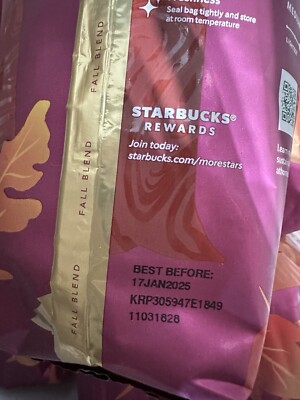 Seal bag tightly and store
at room temperature
FALL BLEND
FALL BLEND
FALL BLEND
STARBUCKS®
REWARDS
Join today:
starbucks.com/morestars
BEST BEFORE:
17JAN2025
KRP305947E1849
11031828